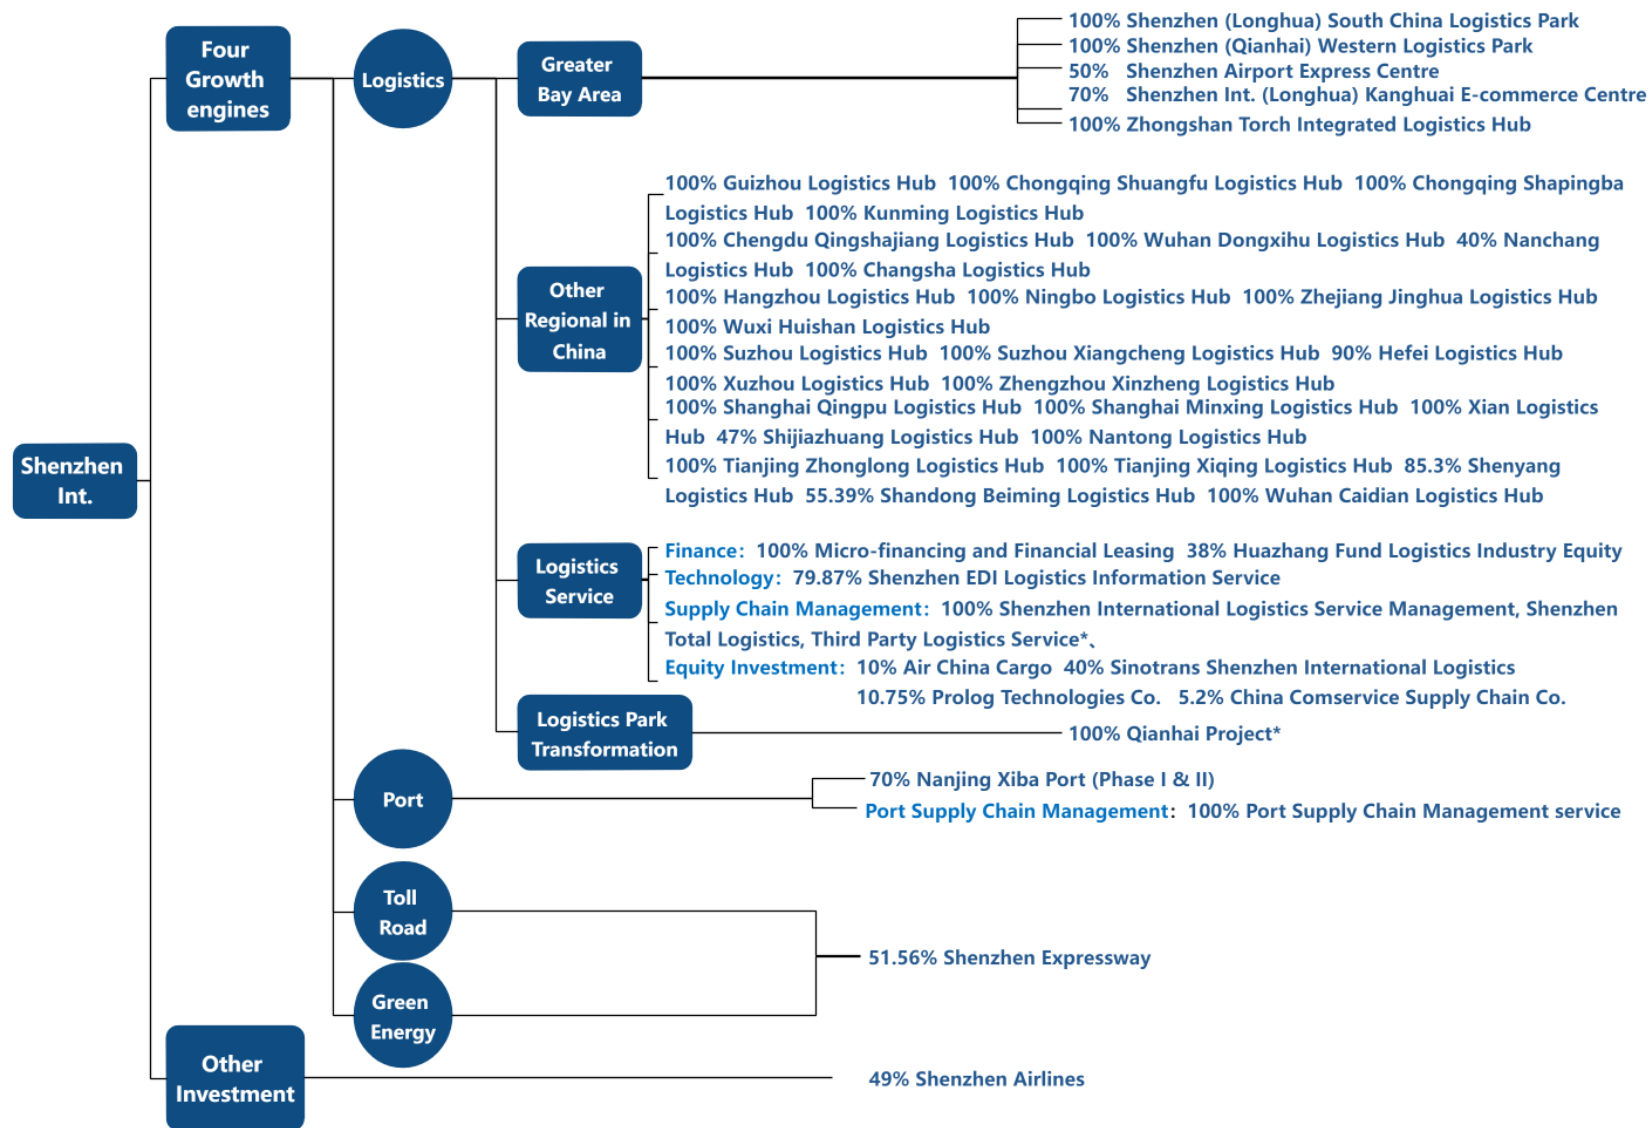 Shenzhen
Int.
Four
Growth
engines
Logistics
Greater
Bay Area
100% Shenzhen (Longhua) South China Logistics Park
100% Shenzhen (Qianhai) Western Logistics Park
50% Shenzhen Airport Express Centre
70% Shenzhen Int. (Longhua) Kanghuai E-commerce Centre
100% Zhongshan Torch Integrated Logistics Hub
Other
Regional in
China
100% Guizhou Logistics Hub 100% Chongqing Shuangfu Logistics Hub 100% Chongqing Shapingba
Logistics Hub 100% Kunming Logistics Hub
100% Chengdu Qingshajiang Logistics Hub 100% Wuhan Dongxihu Logistics Hub 40% Nanchang
Logistics Hub 100% Changsha Logistics Hub
100% Hangzhou Logistics Hub 100% Ningbo Logistics Hub 100% Zhejiang Jinghua Logistics Hub
100% Wuxi Huishan Logistics Hub
100% Suzhou Logistics Hub 100% Suzhou Xiangcheng Logistics Hub 90% Hefei Logistics Hub
100% Xuzhou Logistics Hub 100% Zhengzhou Xinzheng Logistics Hub
100% Shanghai Qingpu Logistics Hub 100% Shanghai Minxing Logistics Hub 100% Xian Logistics
Hub 47% Shijiazhuang Logistics Hub 100% Nantong Logistics Hub
100% Tianjing Zhonglong Logistics Hub 100% Tianjing Xiqing Logistics Hub 85.3% Shenyang
Logistics Hub 55.39% Shandong Beiming Logistics Hub 100% Wuhan Caidian Logistics Hub
Logistics
Service
Finance: 100% Micro-financing and Financial Leasing 38% Huazhang Fund Logistics Industry Equity
Technology: 79.87% Shenzhen EDI Logistics Information Service
Supply Chain Management: 100% Shenzhen International Logistics Service Management, Shenzhen
Total Logistics, Third Party Logistics Service*、
Equity Investment: 10% Air China Cargo 40% Sinotrans Shenzhen International Logistics
10.75% Prolog Technologies Co. 5.2% China Comservice Supply Chain Co.
Logistics Park
Transformation
100% Qianhai Project*
Port
70% Nanjing Xiba Port (Phase I & II)
Port Supply Chain Management: 100% Port Supply Chain Management service
Toll
Road
Green
Energy
51.56% Shenzhen Expressway
Other
Investment
49% Shenzhen Airlines